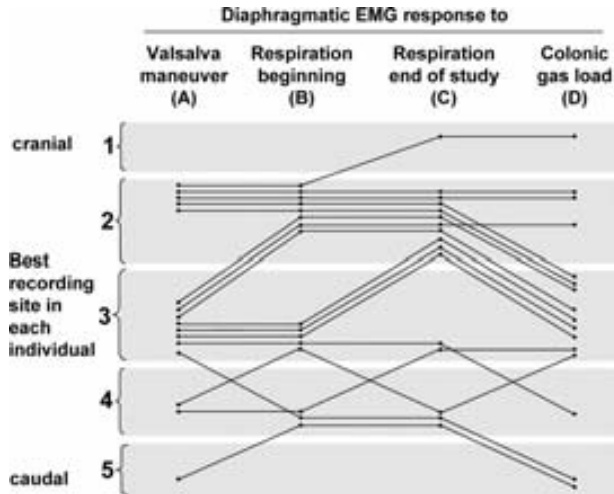 Diaphragmatic EMG response to
Valsalva maneuver (A)
Respiration beginning (B)
Respiration end of study (C)
Colonic gas load (D)
cranial
1
2
Best recording site in each individual
3
4
caudal
5